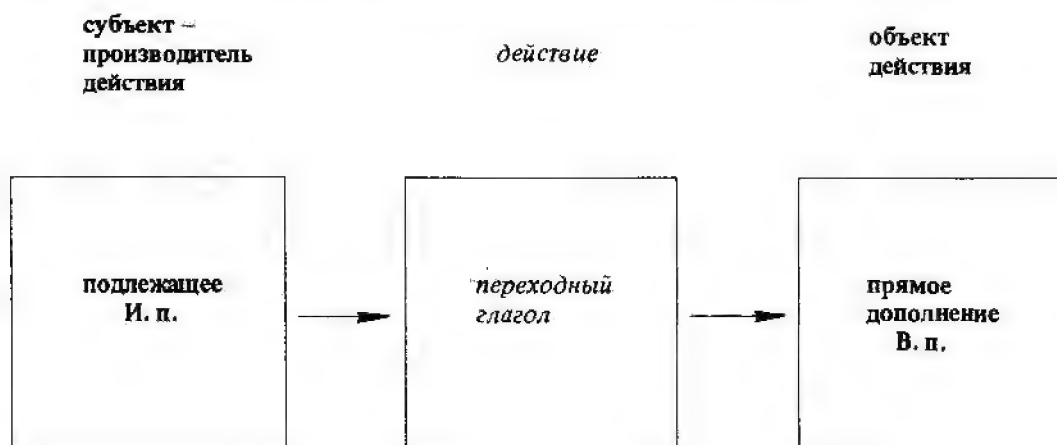 субъект –
производитель
действия
действие
объект
действия
подлежащее
И. п.
переходный
глагол
прямое
дополнение
В. п.